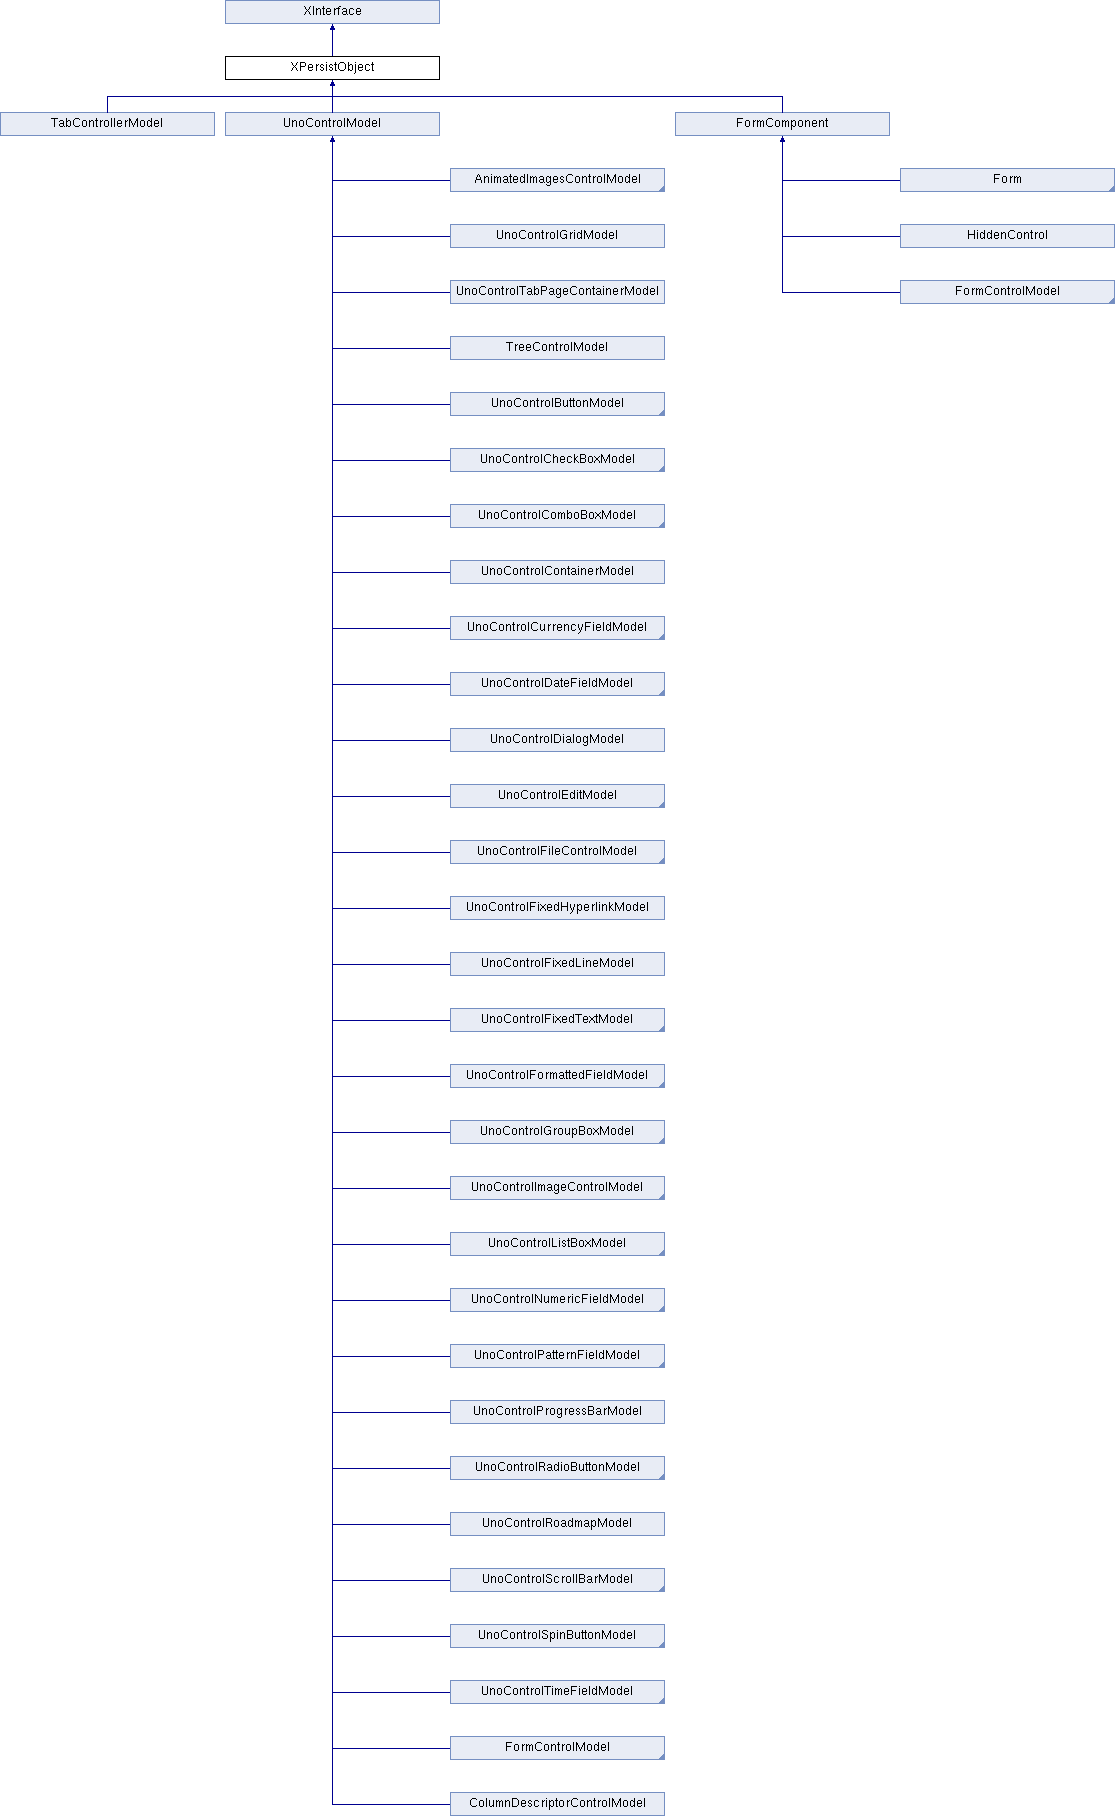 XInterface
XPersistObject
TabControllerModel
UnoControlModel
FormComponent
AnimatedImagesControlModel
Form
UnoControlGridModel
HiddenControl
UnoControlTabPageContainerModel
FormControlModel
TreeControlModel
UnoControlButtonModel
UnoControlCheckBoxModel
UnoControlComboBoxModel
UnoControlContainerModel
UnoControlCurrencyFieldModel
UnoControlDateFieldModel
UnoControlDialogModel
UnoControlEditModel
UnoControlFileControlModel
UnoControlFixedHyperlinkModel
UnoControlFixedLineModel
UnoControlFixedTextModel
UnoControlFormattedFieldModel
UnoControlGroupBoxModel
UnoControlImageControlModel
UnoControlListBoxModel
UnoControlNumericFieldModel
UnoControlPatternFieldModel
UnoControlProgressBarModel
UnoControlRadioButtonModel
UnoControlRoadmapModel
UnoControlScrollBarModel
UnoControlSpinButtonModel
UnoControlTimeFieldModel
FormControlModel
ColumnDescriptorControlModel